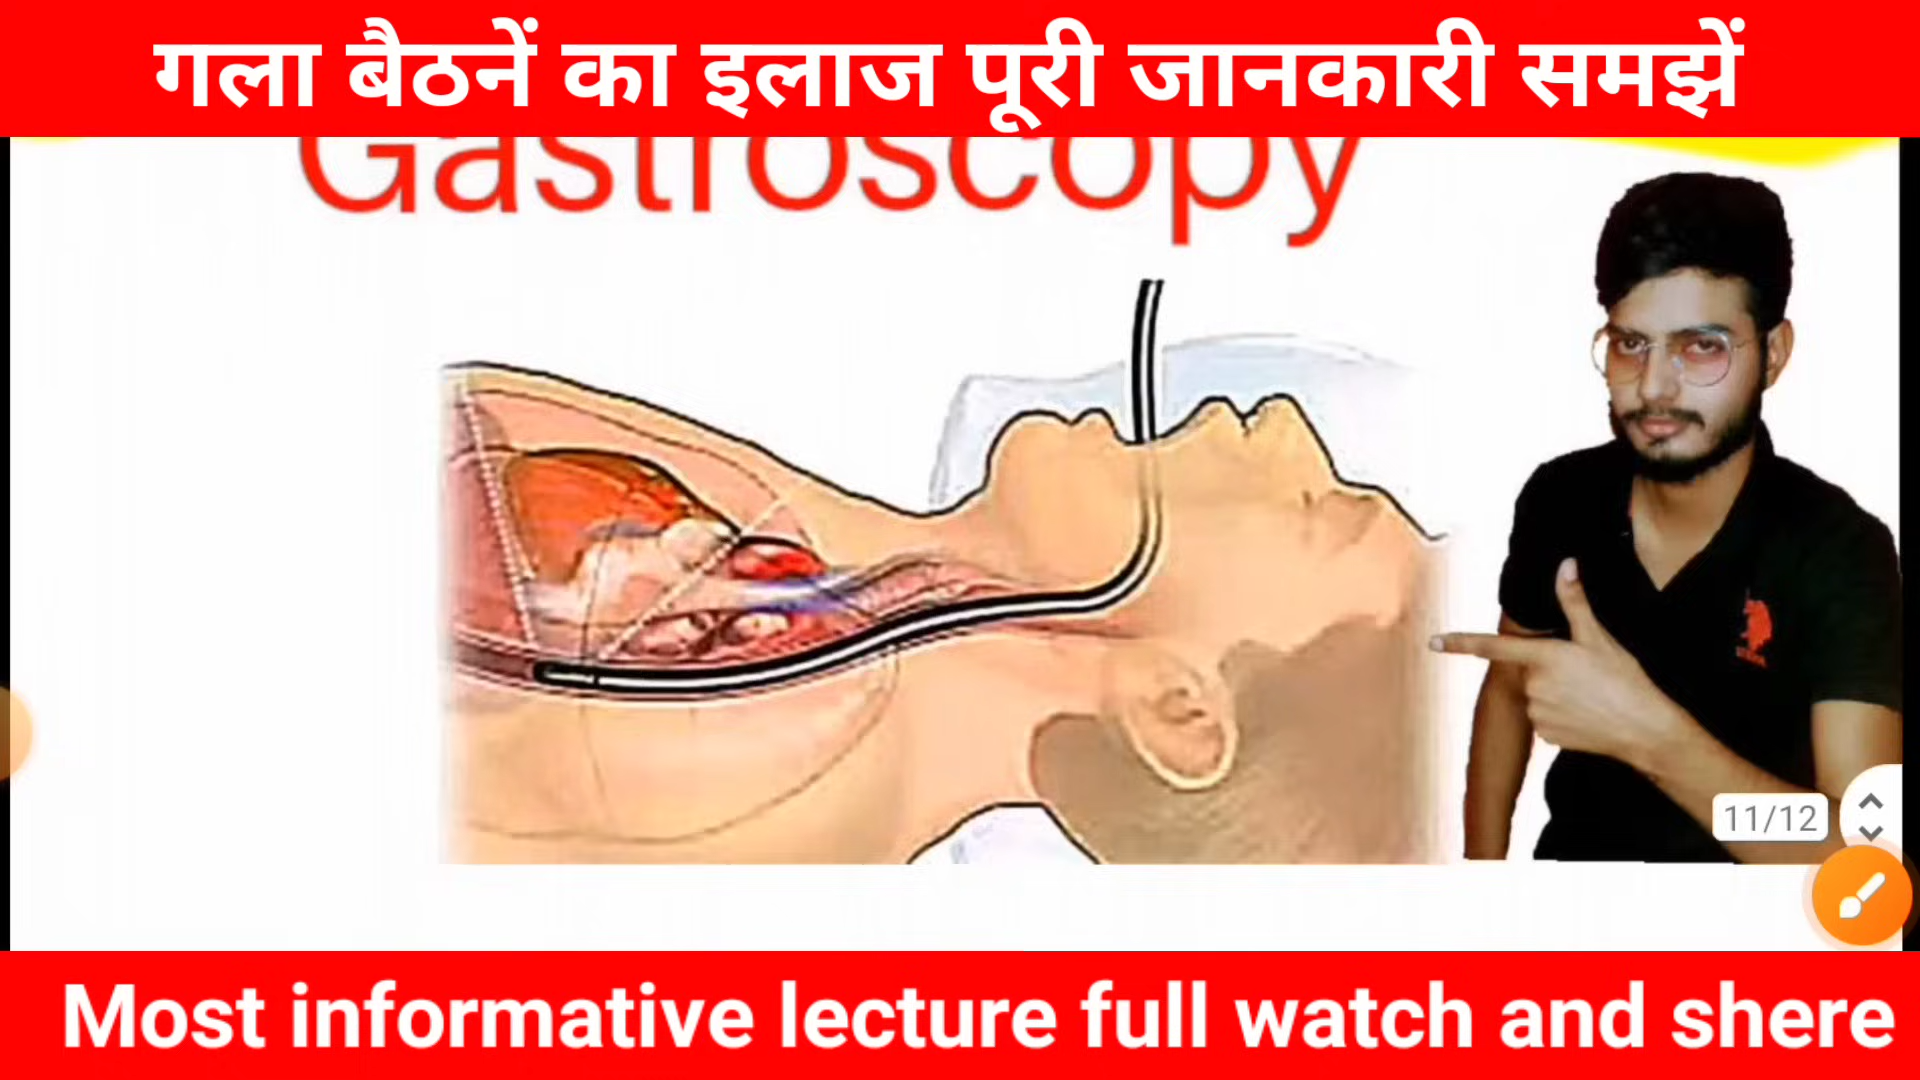 गला बैठनें का इलाज पूरी जानकारी समझें
Gastroscopy
11/12
Most informative lecture full watch and shere